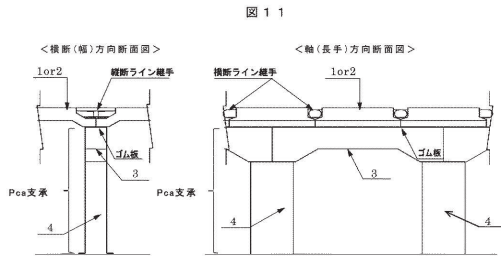 図１１
＜横断(幅)方向断面図＞
1or2
縦断ライン継手
ゴム板
3
Pca支承
4
＜軸(長手)方向断面図＞
横断ライン継手
1or2
ゴム板
3
Pca支承
4
4